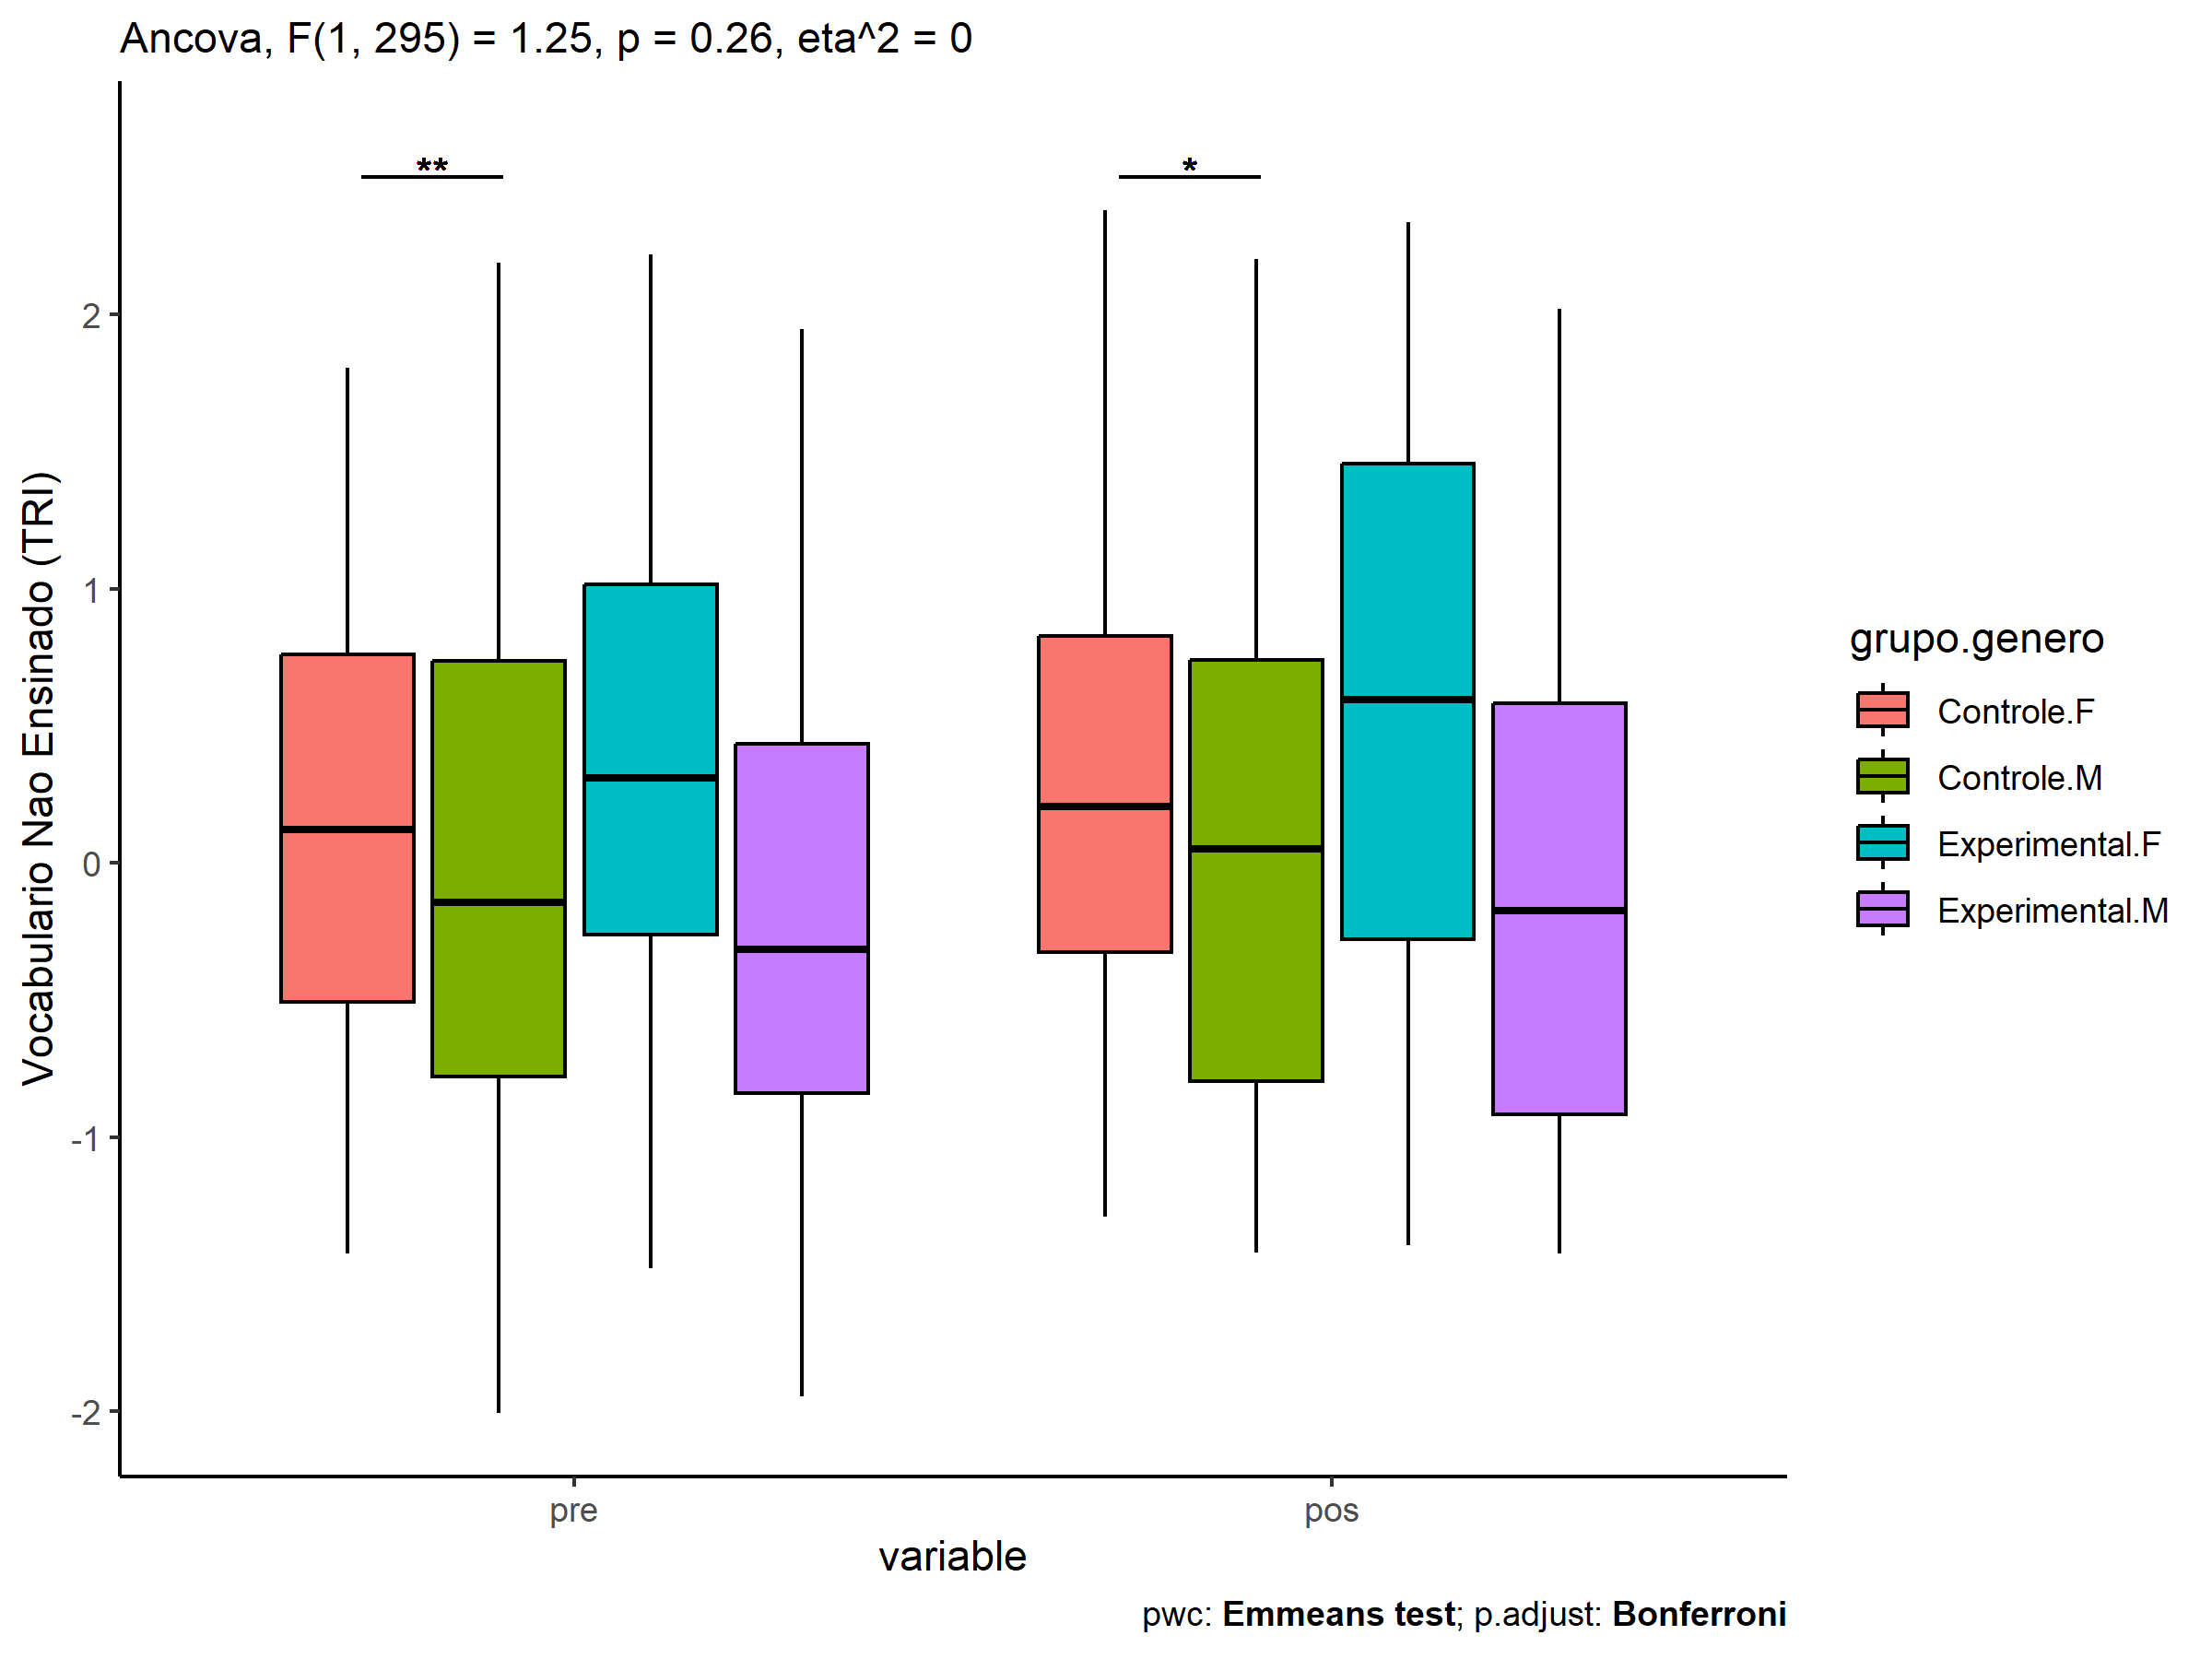 Ancova, F(1, 295) = 1.25, p = 0.26, eta^2 = 0
** *
2
1
0
-1
-2
Vocabulario Nao Ensinado (TRI)
pre pos
variable
grupo.genero
Controle.F
Controle.M
Experimental.F
Experimental.M
pwc: Emmeans test; p.adjust: Bonferroni